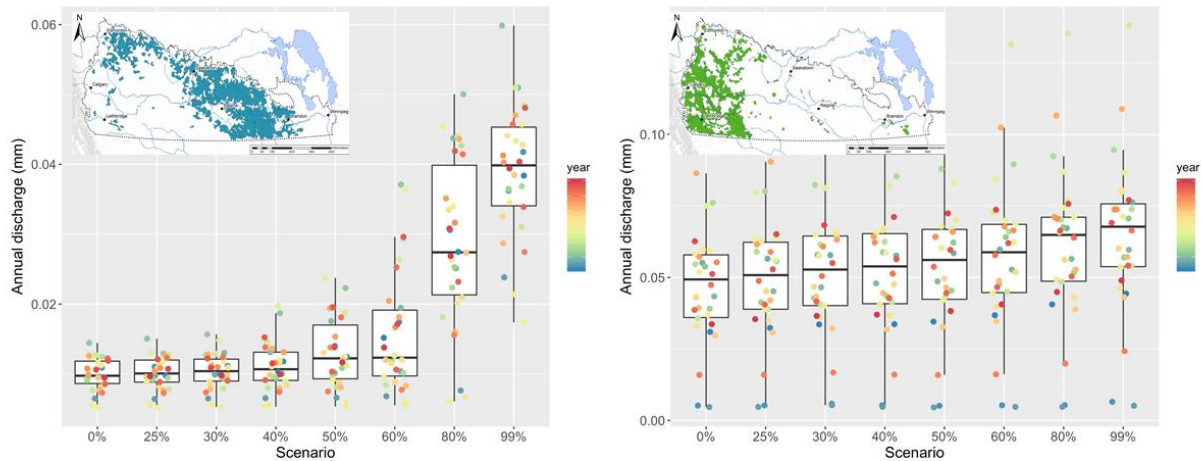 0.06
0.04
0.02
Annual discharge (mm)
0% 25% 30% 40% 50% 60% 80% 99%
Scenario
N
Calgary
Lethbridge
Brandon
Winnipeg
year
0.10
0.05
0.00
Annual discharge (mm)
0% 25% 30% 40% 50% 60% 80% 99%
Scenario
N
Saskatoon
Regina
Brandon
Winnipeg
year